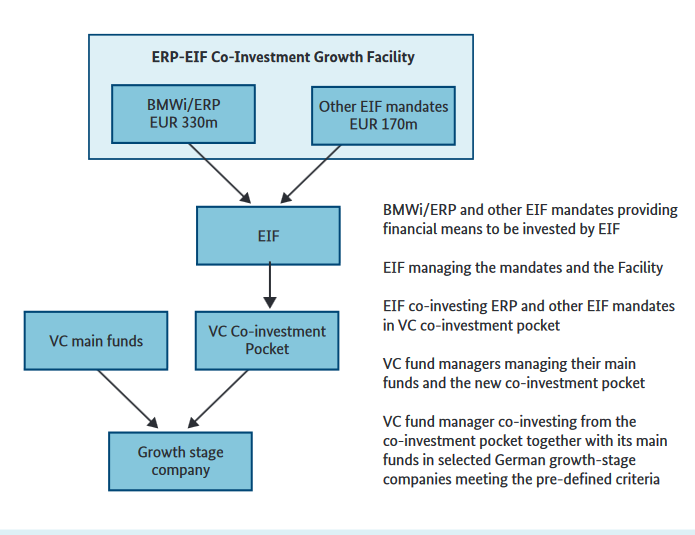 ERP-EIF Co-Investment Growth Facility
BMWi/ERP
EUR 330m
Other EIF mandates
EUR 170m
EIF
VC main funds
VC Co-investment
Pocket
Growth stage
company
BMWi/ERP and other EIF mandates providing
financial means to be invested by EIF
EIF managing the mandates and the Facility
EIF co-investing ERP and other EIF mandates
in VC co-investment pocket
VC fund managers managing their main
funds and the new co-investment pocket
VC fund manager co-investing from the
co-investment pocket together with its main
funds in selected German growth-stage
companies meeting the pre-defined criteria